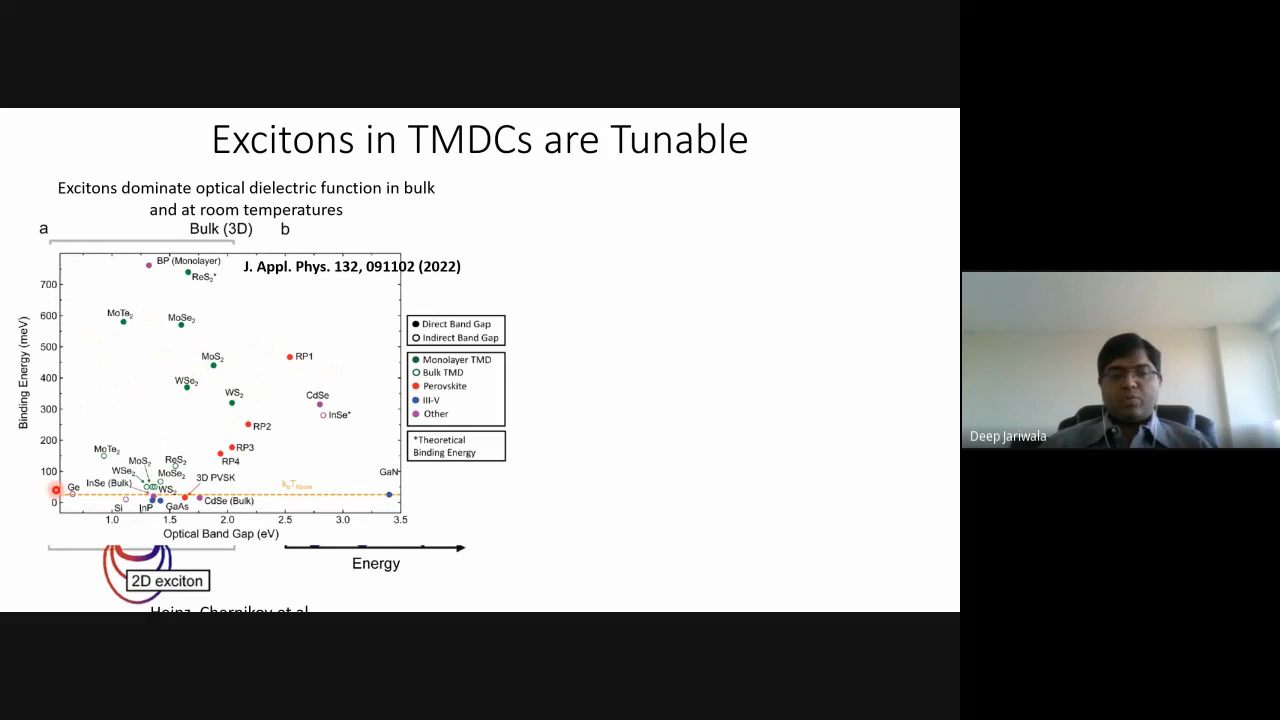 Excitons in TMDCs are Tunable
Excitons dominate optical dielectric function in bulk
and at room temperatures
a
Bulk (3D)
b
J. Appl. Phys. 132, 091102 (2022)
BP (Monolayer)
ReS2*
MoTe2
MoSe2
MoS2
WSe2
WS2
RP1
CdSe
InSe*
RP2
RP3
RP4
MoTe2
MoS2
ReS2
WSe2
MoSe2
3D PVSK
GaN
InSe (Bulk)
WS2
kBTRoom
Ge
CdSe (Bulk)
Si
InP
GaAs
Binding Energy (meV)
700
600
500
400
300
200
100
0
1.0 1.5 2.0 2.5 3.0 3.5
Optical Band Gap (eV)
Direct Band Gap
Indirect Band Gap
Monolayer TMD
Bulk TMD
Perovskite
III-V
Other
*Theoretical
Binding Energy
Energy
2D exciton
Heinz, Chernikov et al
Deep Jariwala